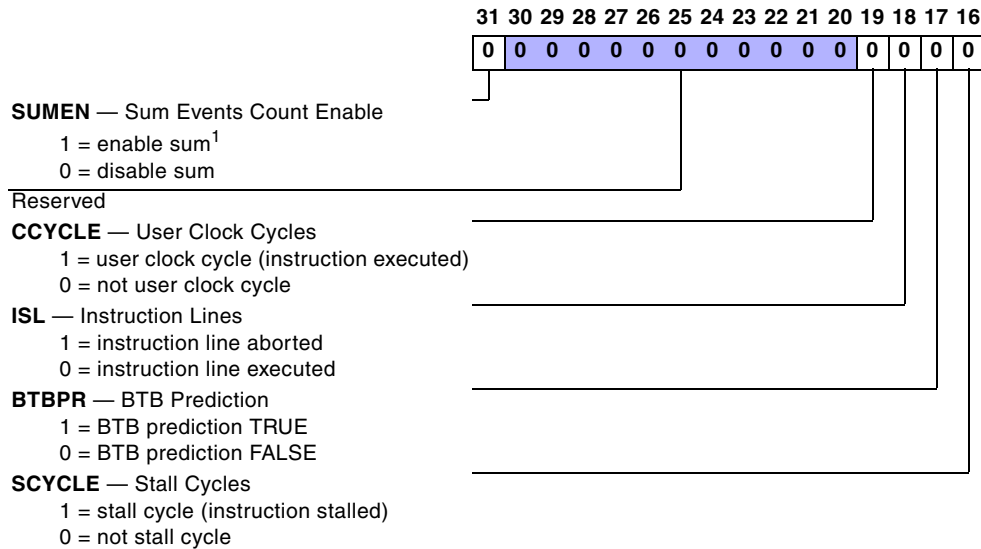 31 30 29 28 27 26 25 24 23 22 21 20 19 18 17 16
0 0 0 0 0 0 0 0 0 0 0 0 0 0 0 0
SUMEN — Sum Events Count Enable
1 = enable sum1
0 = disable sum
Reserved
CCYCLE — User Clock Cycles
1 = user clock cycle (instruction executed)
0 = not user clock cycle
ISL — Instruction Lines
1 = instruction line aborted
0 = instruction line executed
BTBPR — BTB Prediction
1 = BTB prediction TRUE
0 = BTB prediction FALSE
SCYCLE — Stall Cycles
1 = stall cycle (instruction stalled)
0 = not stall cycle